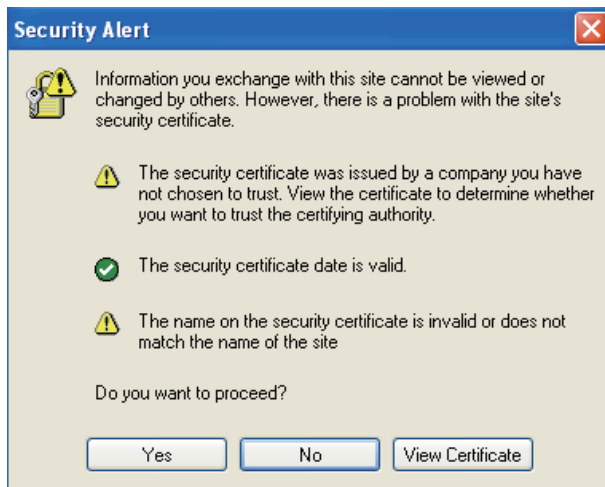 Security Alert
Information you exchange with this site cannot be viewed or
changed by others. However, there is a problem with the site's
security certificate.
The security certificate was issued by a company you have
not chosen to trust. View the certificate to determine whether
you want to trust the certifying authority.
The security certificate date is valid.
The name on the security certificate is invalid or does not
match the name of the site
Do you want to proceed?
Yes No View Certificate